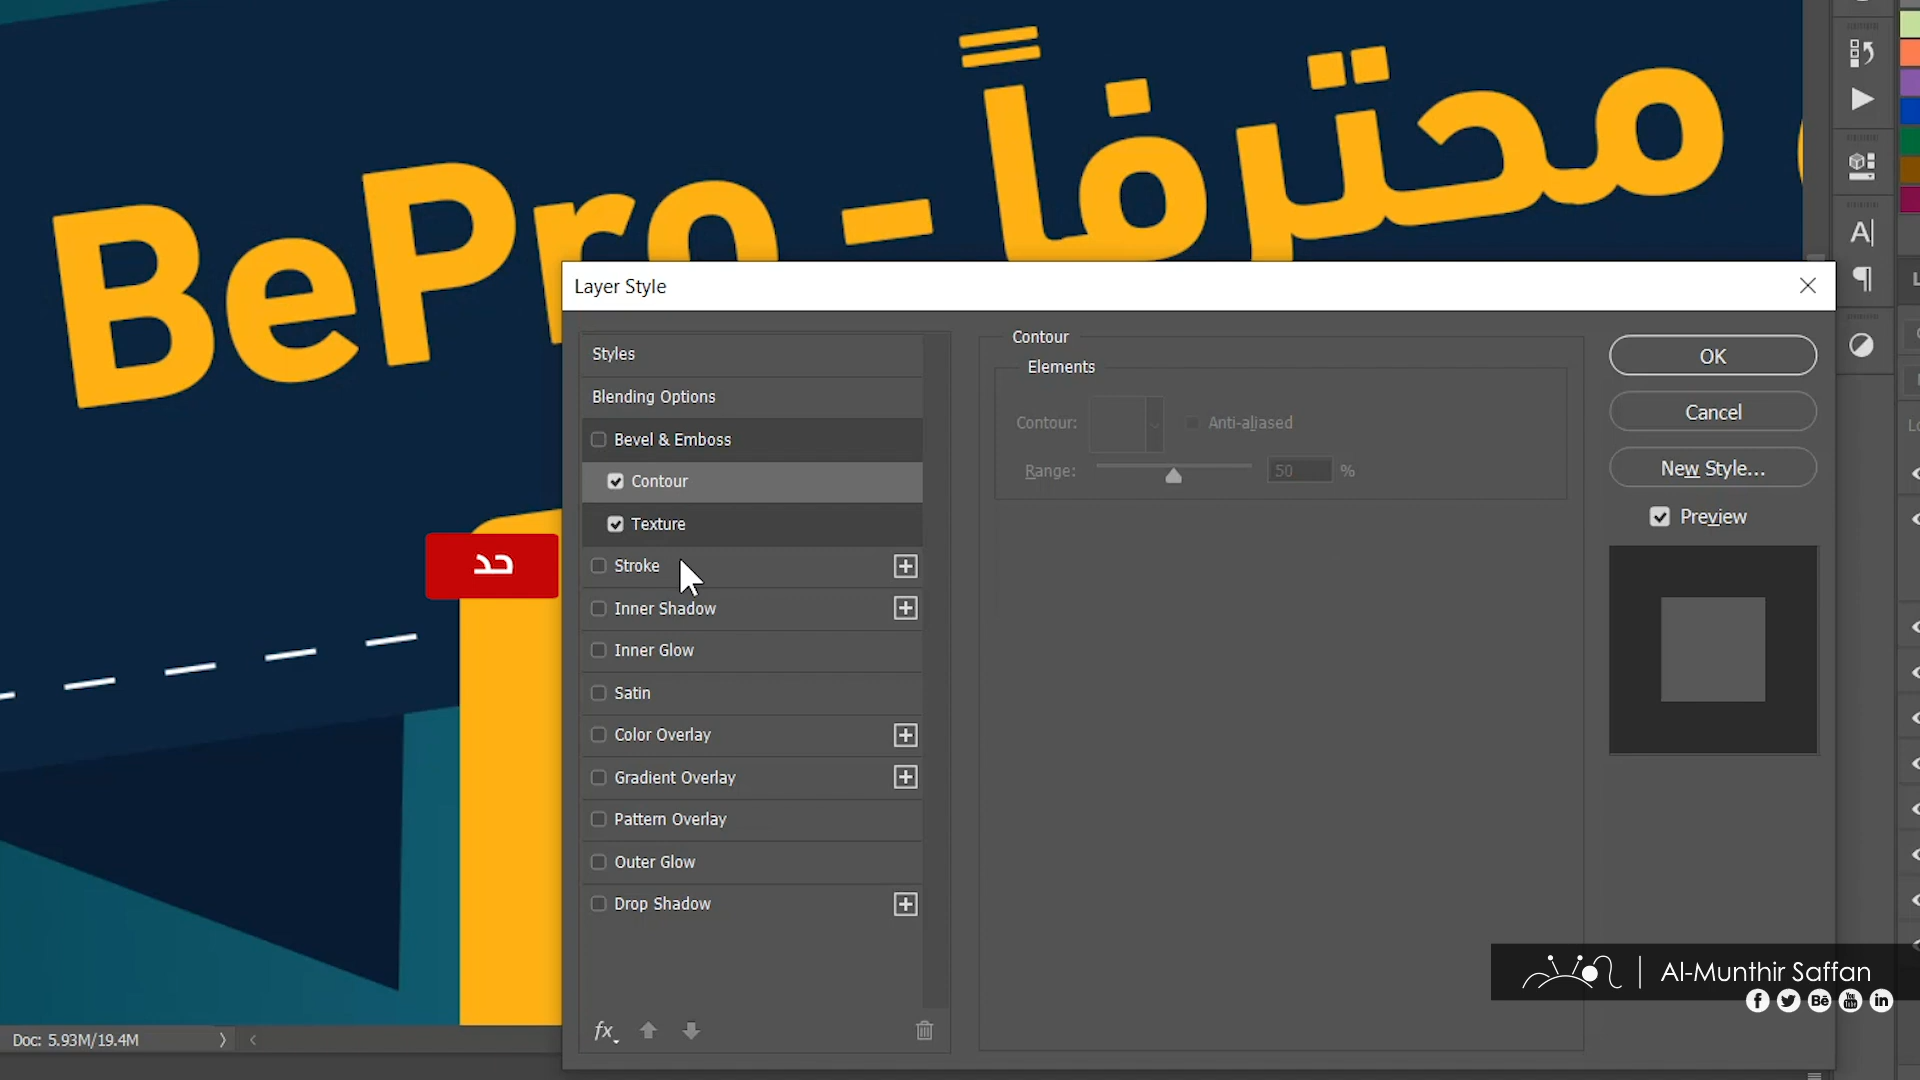 BePro - محترفاً
Layer Style
Styles
Blending Options
Bevel & Emboss
Contour
Texture
Stroke
Inner Shadow
Inner Glow
Satin
Color Overlay
Gradient Overlay
Pattern Overlay
Outer Glow
Drop Shadow
fx
Contour
Elements
Contour:
Anti-aliased
Range:
50
%
OK
Cancel
New Style...
Preview
حد
Doc: 5.93M/19.4M
Al-Munthir Saffan